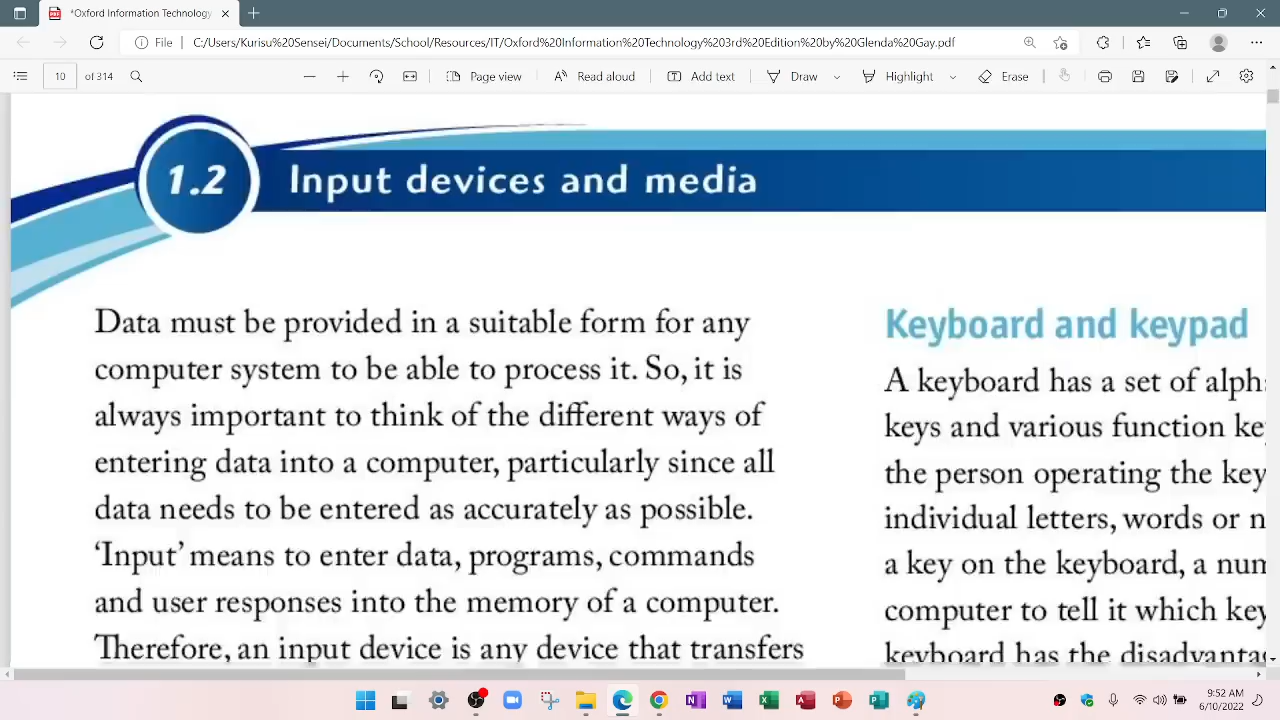 *Oxford Information Technology
File C:/Users/Kurisu%20Sensei/Documents/School/Resources/IT/Oxford%20Information%20Technology%203rd%20Edition%20by%20Glenda%20Gay.pdf
10 of 314 Page view Read aloud Add text Draw Highlight Erase
1.2 Input devices and media
Data must be provided in a suitable form for any
computer system to be able to process it. So, it is
always important to think of the different ways of
entering data into a computer, particularly since all
data needs to be entered as accurately as possible.
‘Input’ means to enter data, programs, commands
and user responses into the memory of a computer.
Therefore, an input device is any device that transfers
Keyboard and keypad
A keyboard has a set of alph
keys and various function ke
the person operating the key
individual letters, words or n
a key on the keyboard, a num
computer to tell it which key
keyboard has the disadvanta
9:52 AM
6/10/2022